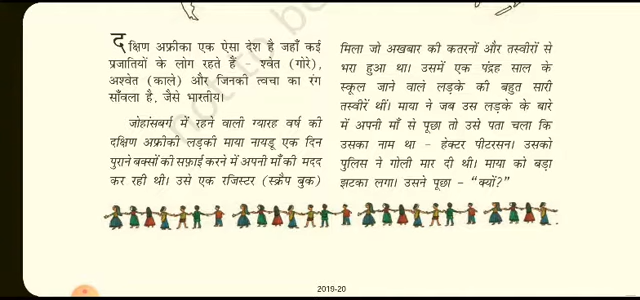 दक्षिण अफ्रीका एक ऐसा देश है जहाँ कई
प्रजातियों के लोग रहते हैं - श्वेत (गोरे),
अश्वेत (काले) और जिनकी त्वचा का रंग
साँवला है, जैसे भारतीय।
जोहांसबर्ग में रहने वाली ग्यारह वर्ष की
दक्षिण अफ्रीकी लड़की माया नायडू एक दिन
पुराने बक्सों की सफ़ाई करने में अपनी माँ की मदद
कर रही थी। उसे एक रजिस्टर (स्क्रैप बुक)
मिला जो अखबार की कतरनों और तस्वीरों से
भरा हुआ था। उसमें एक पंद्रह साल के
स्कूल जाने वाले लड़के की बहुत सारी
तस्वीरें थीं। माया ने जब उस लड़के के बारे
में अपनी माँ से पूछा तो उसे पता चला कि
उसका नाम था - हेक्टर पीटरसन। उसको
पुलिस ने गोली मार दी थी। माया को बड़ा
झटका लगा। उसने पूछा - “क्यों?”
not to be
2019-20